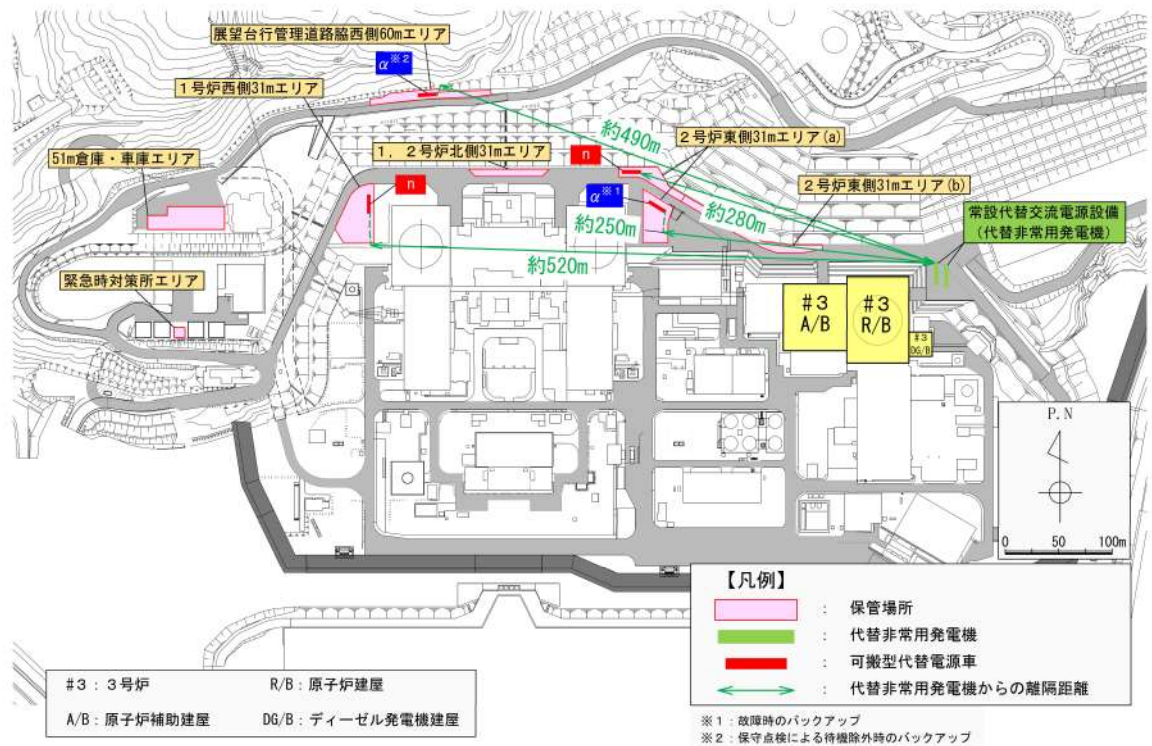 展望台行管理道路脇西側60mエリア
α※2
1号炉西側31mエリア
約490m
2号炉東側31mエリア(a)
51m倉庫・車庫エリア
1,2号炉北側31mエリア
n
2号炉東側31mエリア(b)
n
α※1
約280m
常設代替交流電源設備
(代替非常用発電機)
約250m
約520m
緊急時対策所エリア
#3
A/B
#3
R/B
#3
DG/B
P.N
0 50 100m
【凡例】
: 保管場所
: 代替非常用発電機
: 可搬型代替電源車
: 代替非常用発電機からの離隔距離
#3:3号炉 R/B:原子炉建屋
A/B:原子炉補助建屋 DG/B:ディーゼル発電機建屋
※1:故障時のバックアップ
※2:保守点検による待機除外時のバックアップ